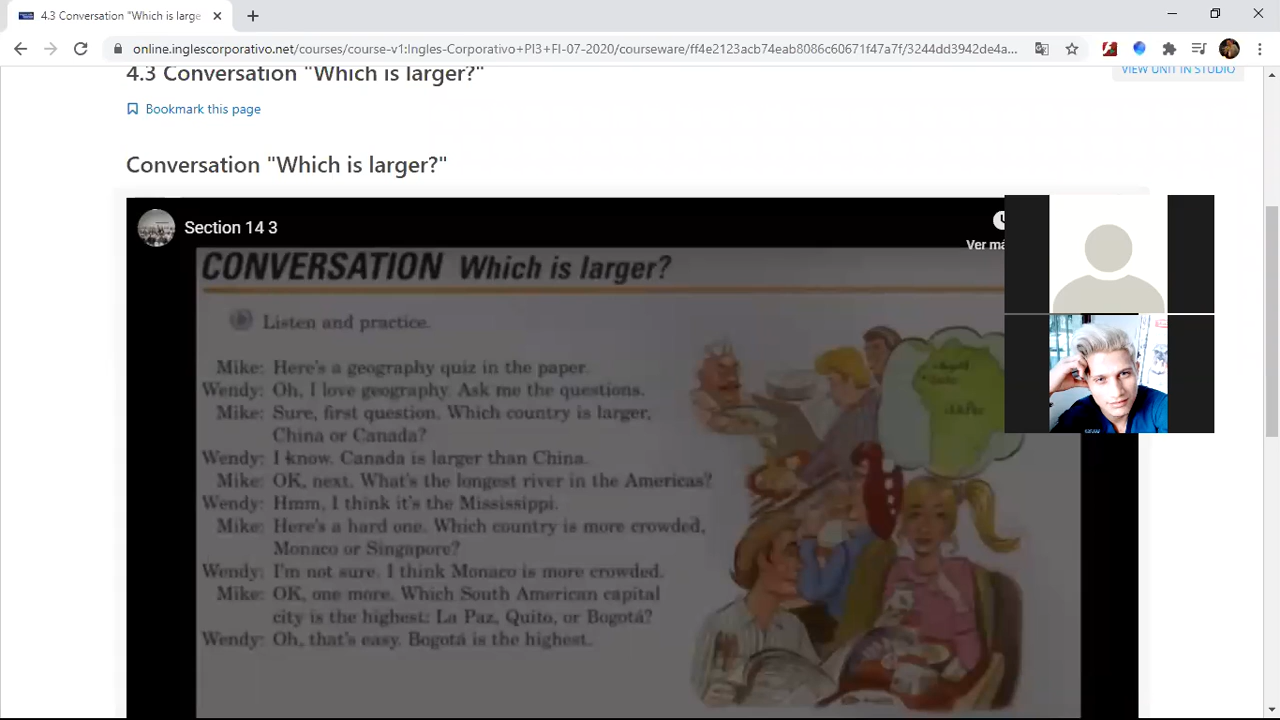 4.3 Conversation "Which is large
online.inglescorporativo.net/courses/course-v1:Ingles-Corporativo+PI3+FI-07-2020/courseware/ff4e2123acb74eab808c60671f47a7f/3244dd3942de4a...
4.3 Conversation "Which is larger?"
VIEW UNIT IN STUDIO
Bookmark this page
Conversation "Which is larger?"
Section 14 3
Ver má
CONVERSATION Which is larger?
Listen and practice.
Mike: Here's a geography quiz in the paper.
Wendy: Oh, I love geography. Ask me the questions.
Mike: Sure, first question. Which country is larger,
China or Canada?
Wendy: I know. Canada is larger than China.
Mike: OK, next. What's the longest river in the Americas?
Wendy: Hmm, I think it's the Mississippi.
Mike: Here's a hard one. Which country is more crowded,
Monaco or Singapore?
Wendy: I'm not sure. I think Monaco is more crowded.
Mike: OK, one more. Which South American capital
city is the highest: La Paz, Quito, or Bogotá?
Wendy: Oh, that's easy. Bogotá is the highest.